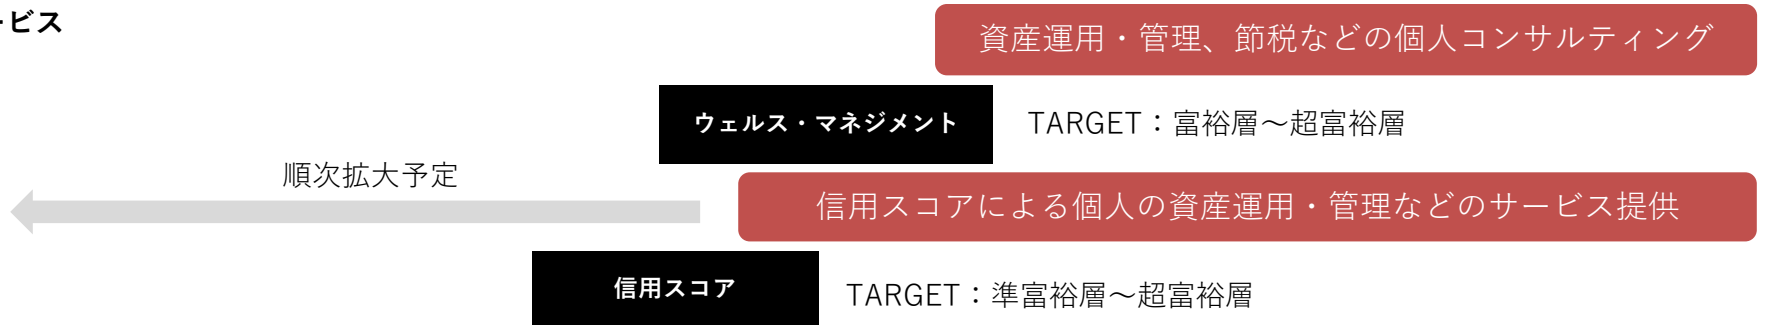 ービス
資産運用・管理、節税などの個人コンサルティング
ウェルス・マネジメント
TARGET：富裕層～超富裕層
順次拡大予定
信用スコアによる個人の資産運用・管理などのサービス提供
信用スコア
TARGET：準富裕層～超富裕層